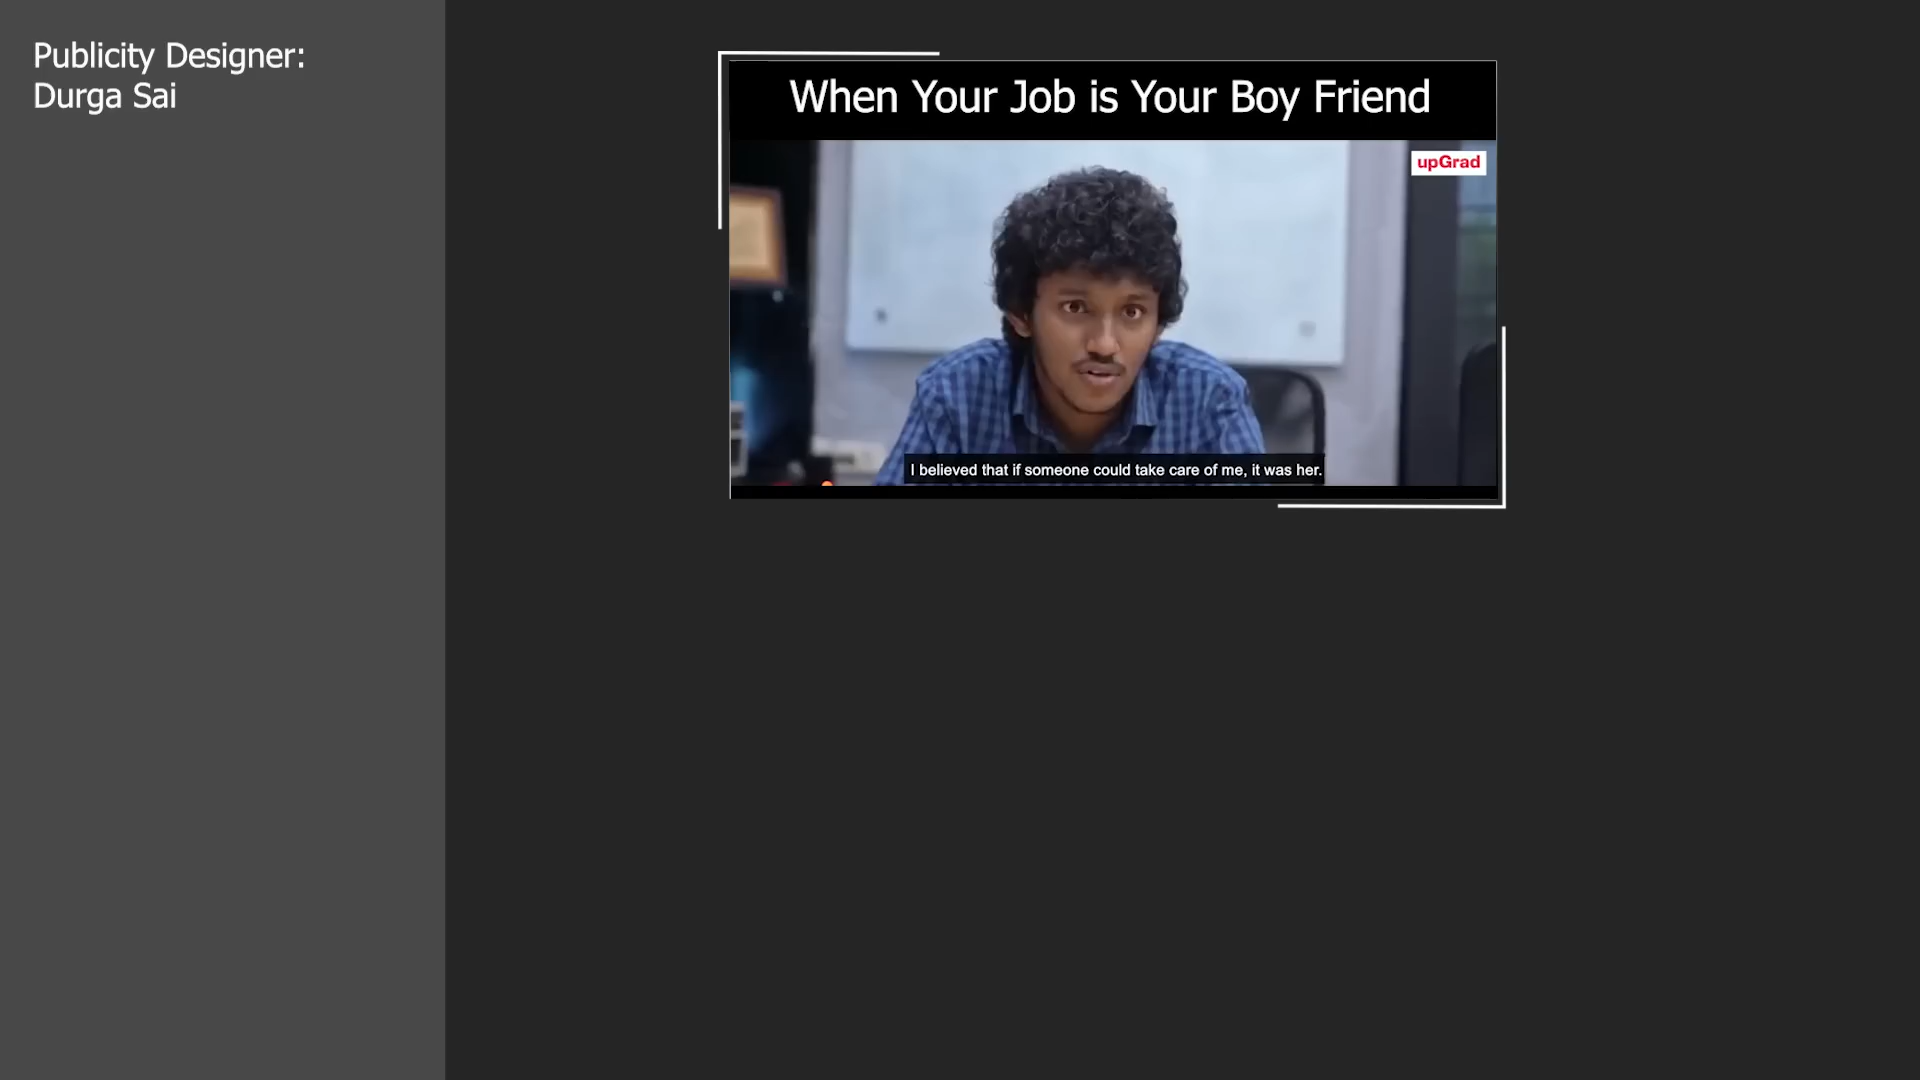 Publicity Designer:
Durga Sai
When Your Job is Your Boy Friend
upGrad
I believed that if someone could take care of me, it was her.